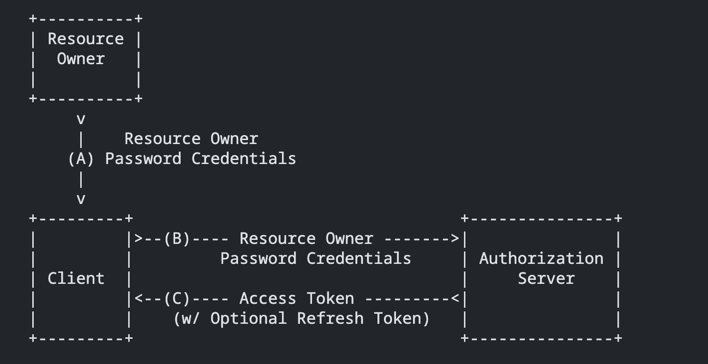 +----------+
| Resource |
|  Owner   |
|          |
+----------+
     v
     |    Resource Owner
    (A) Password Credentials
     |
     v
+---------+                                  +---------------+
|         |>--(B)---- Resource Owner ------->|               |
|         |         Password Credentials     | Authorization |
| Client  |                                  |     Server    |
|         |<--(C)---- Access Token ---------<|               |
|         |    (w/ Optional Refresh Token)   |               |
+---------+                                  +---------------+